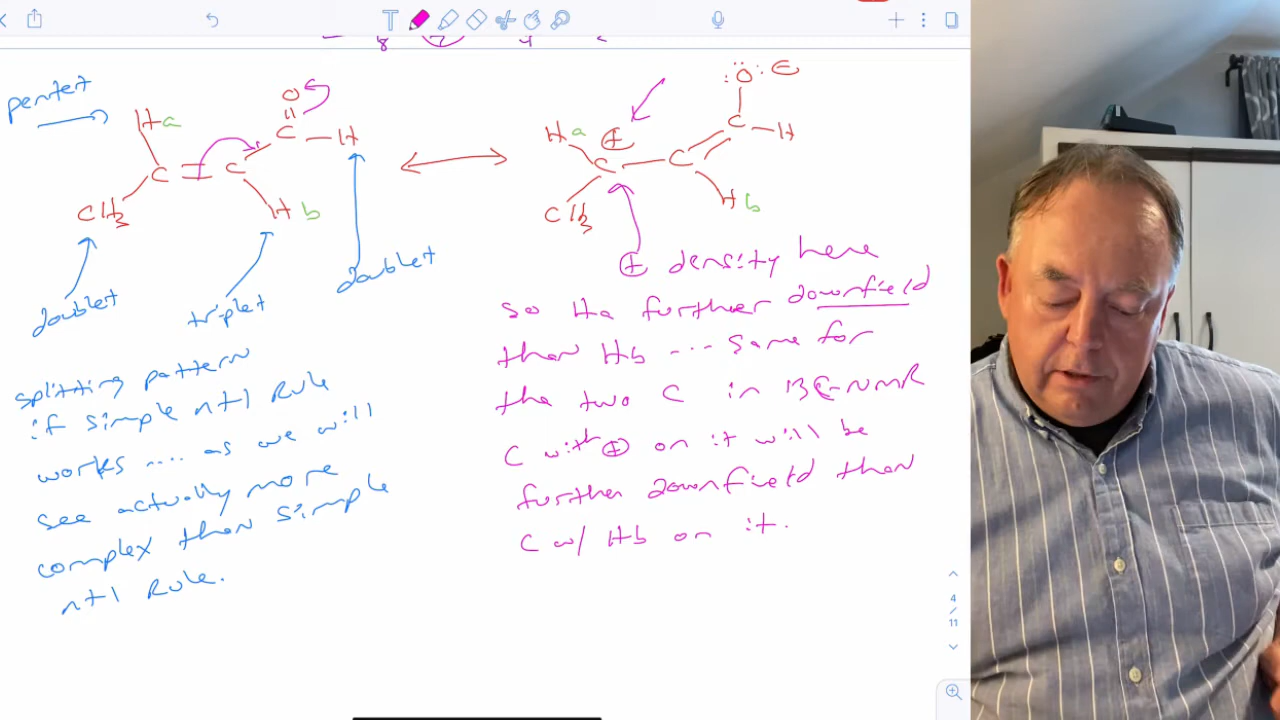 pentet
Ha
O
C
H
C
C
CH3
H b
doublet
triplet
doublet
Ha
+
O
C
H
C
C
CH3
H b
splitting pattern
if simple n+1 Rule
works .... as we will
see actually more
complex than simple
n+1 Rule.
+ density here
so Ha further downfield
than Hb ... same for
the two C in 13C-NMR
C with + on it will be
further downfield than
C w/ Hb on it.
4
/
11